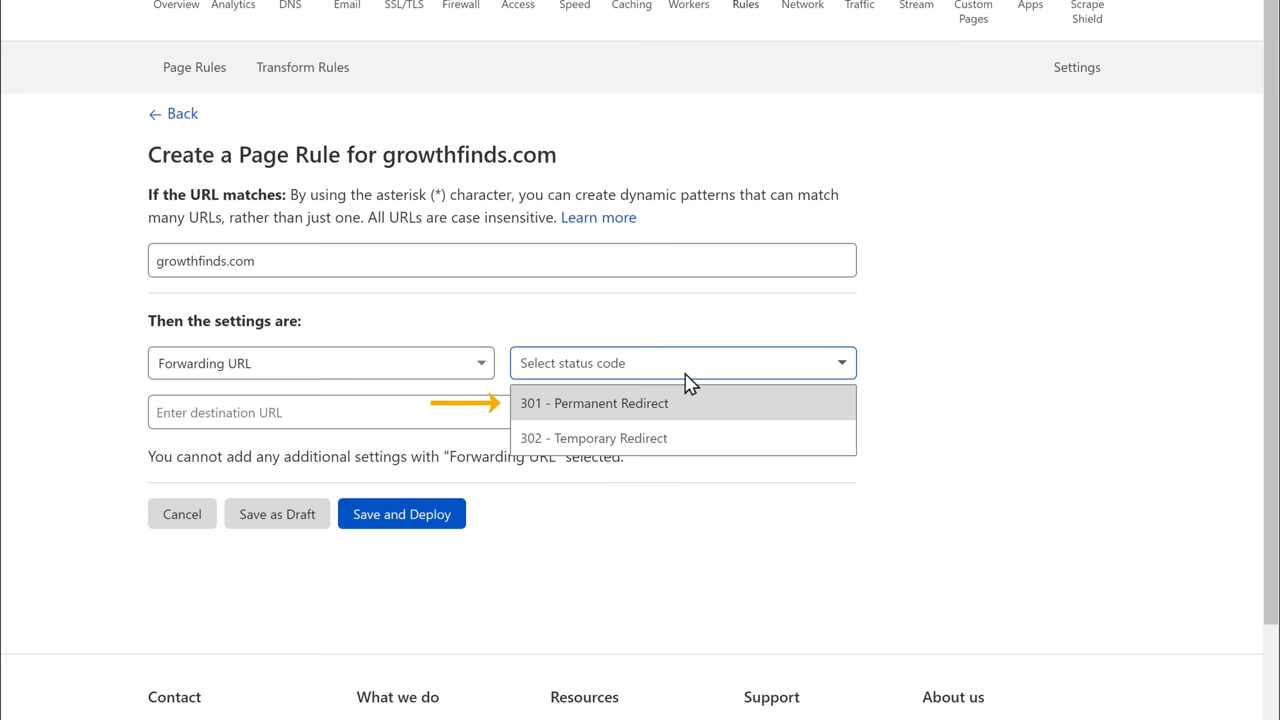 Overview Analytics DNS Email SSL/TLS Firewall Access Speed Caching Workers Rules Network Traffic Stream Custom Pages Apps Scrape Shield
Page Rules Transform Rules Settings
← Back
Create a Page Rule for growthfinds.com
If the URL matches: By using the asterisk (*) character, you can create dynamic patterns that can match
many URLs, rather than just one. All URLs are case insensitive. Learn more
growthfinds.com
Then the settings are:
Forwarding URL Select status code
301 - Permanent Redirect
Enter destination URL
302 - Temporary Redirect
You cannot add any additional settings with "Forwarding URL" selected.
Cancel Save as Draft Save and Deploy
Contact What we do Resources Support About us